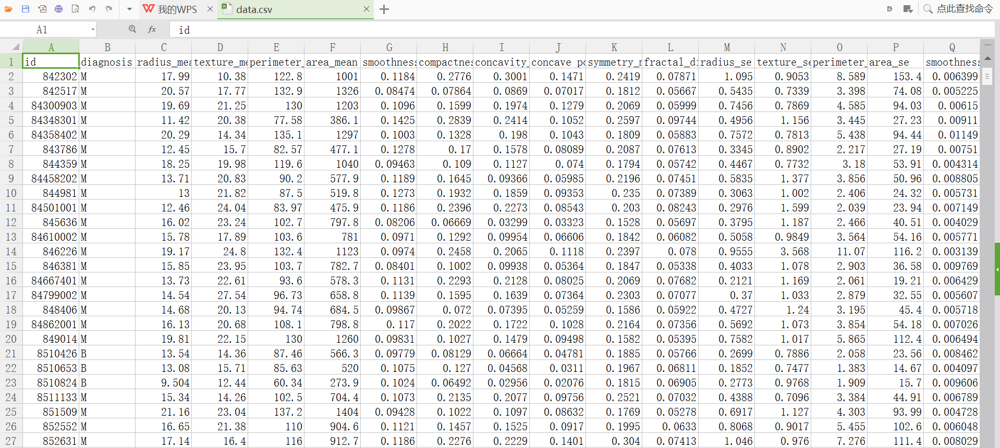 我的WPS data.csv 点此查找命令
A1 fx id
A B C D E F G H I J K L M N O P Q
1 id diagnosis radius_mea texture_me perimeter_ area_mean smoothness compactnes concavity_ concave po symmetry_m fractal_di radius_se texture_se perimeter_ area_se smoothness
2 842302 M 17.99 10.38 122.8 1001 0.1184 0.2776 0.3001 0.1471 0.2419 0.07871 1.095 0.9053 8.589 153.4 0.006399
3 842517 M 20.57 17.77 132.9 1326 0.08474 0.07864 0.0869 0.07017 0.1812 0.05667 0.5435 0.7339 3.398 74.08 0.005225
4 84300903 M 19.69 21.25 130 1203 0.1096 0.1599 0.1974 0.1279 0.2069 0.05999 0.7456 0.7869 4.585 94.03 0.00615
5 84348301 M 11.42 20.38 77.58 386.1 0.1425 0.2839 0.2414 0.1052 0.2597 0.09744 0.4956 1.156 3.445 27.23 0.00911
6 84358402 M 20.29 14.34 135.1 1297 0.1003 0.1328 0.198 0.1043 0.1809 0.05883 0.7572 0.7813 5.438 94.44 0.01149
7 843786 M 12.45 15.7 82.57 477.1 0.1278 0.17 0.1578 0.08089 0.2087 0.07613 0.3345 0.8902 2.217 27.19 0.00751
8 844359 M 18.25 19.98 119.6 1040 0.09463 0.109 0.1127 0.074 0.1794 0.05742 0.4467 0.7732 3.18 53.91 0.004314
9 84458202 M 13.71 20.83 90.2 577.9 0.1189 0.1645 0.09366 0.05985 0.2196 0.07451 0.5835 1.377 3.856 50.96 0.008805
10 844981 M 13 21.82 87.5 519.8 0.1273 0.1932 0.1859 0.09353 0.235 0.07389 0.3063 1.002 2.406 24.32 0.005731
11 84501001 M 12.46 24.04 83.97 475.9 0.1186 0.2396 0.2273 0.08543 0.203 0.08243 0.2976 1.599 2.039 23.94 0.007149
12 845636 M 16.02 23.24 102.7 797.8 0.08206 0.06669 0.03299 0.03323 0.1528 0.05697 0.3795 1.187 2.466 40.51 0.004029
13 84610002 M 15.78 17.89 103.6 781 0.0971 0.1292 0.09954 0.06606 0.1842 0.06082 0.5058 0.9849 3.564 54.16 0.005771
14 846226 M 19.17 24.8 132.4 1123 0.0974 0.2458 0.2065 0.1118 0.2397 0.078 0.9555 3.568 11.07 116.2 0.003139
15 846381 M 15.85 23.95 103.7 782.7 0.08401 0.1002 0.09938 0.05364 0.1847 0.05338 0.4033 1.078 2.903 36.58 0.009769
16 84667401 M 13.73 22.61 93.6 578.3 0.1131 0.2293 0.2128 0.08025 0.2069 0.07682 0.2121 1.169 2.061 19.21 0.006429
17 84799002 M 14.54 27.54 96.73 658.8 0.1139 0.1595 0.1639 0.07364 0.2303 0.07077 0.37 1.033 2.879 32.55 0.005607
18 848406 M 14.68 20.13 94.74 684.5 0.09867 0.072 0.07395 0.05259 0.1586 0.05922 0.4727 1.24 3.195 45.4 0.005718
19 84862001 M 16.13 20.68 108.1 798.8 0.117 0.2022 0.1722 0.1028 0.2164 0.07356 0.5692 1.073 3.854 54.18 0.007026
20 849014 M 19.81 22.15 130 1260 0.09831 0.1027 0.1479 0.09498 0.1582 0.05395 0.7582 1.017 5.865 112.4 0.006494
21 8510426 B 13.54 14.36 87.46 566.3 0.09779 0.08129 0.06664 0.04781 0.1885 0.05766 0.2699 0.7886 2.058 23.56 0.008462
22 8510653 B 13.08 15.71 85.63 520 0.1075 0.127 0.04568 0.0311 0.1967 0.06811 0.1852 0.7477 1.383 14.67 0.004097
23 8510824 B 9.504 12.44 60.34 273.9 0.1024 0.06492 0.02956 0.02076 0.1815 0.06905 0.2773 0.9768 1.909 15.7 0.009606
24 8511133 M 15.34 14.26 102.5 704.4 0.1073 0.2135 0.2077 0.09756 0.2521 0.07032 0.4388 0.7096 3.384 44.91 0.006789
25 851509 M 21.16 23.04 137.2 1404 0.09428 0.1022 0.1097 0.08632 0.1769 0.05278 0.6917 1.127 4.303 93.99 0.004728
26 852552 M 16.65 21.38 110 904.6 0.1121 0.1457 0.1525 0.0917 0.1995 0.0633 0.8068 0.9017 5.455 102.6 0.006048
27 852631 M 17.14 16.4 116 912.7 0.1186 0.2276 0.2229 0.1401 0.304 0.07413 1.046 0.976 7.276 111.4 0.008029